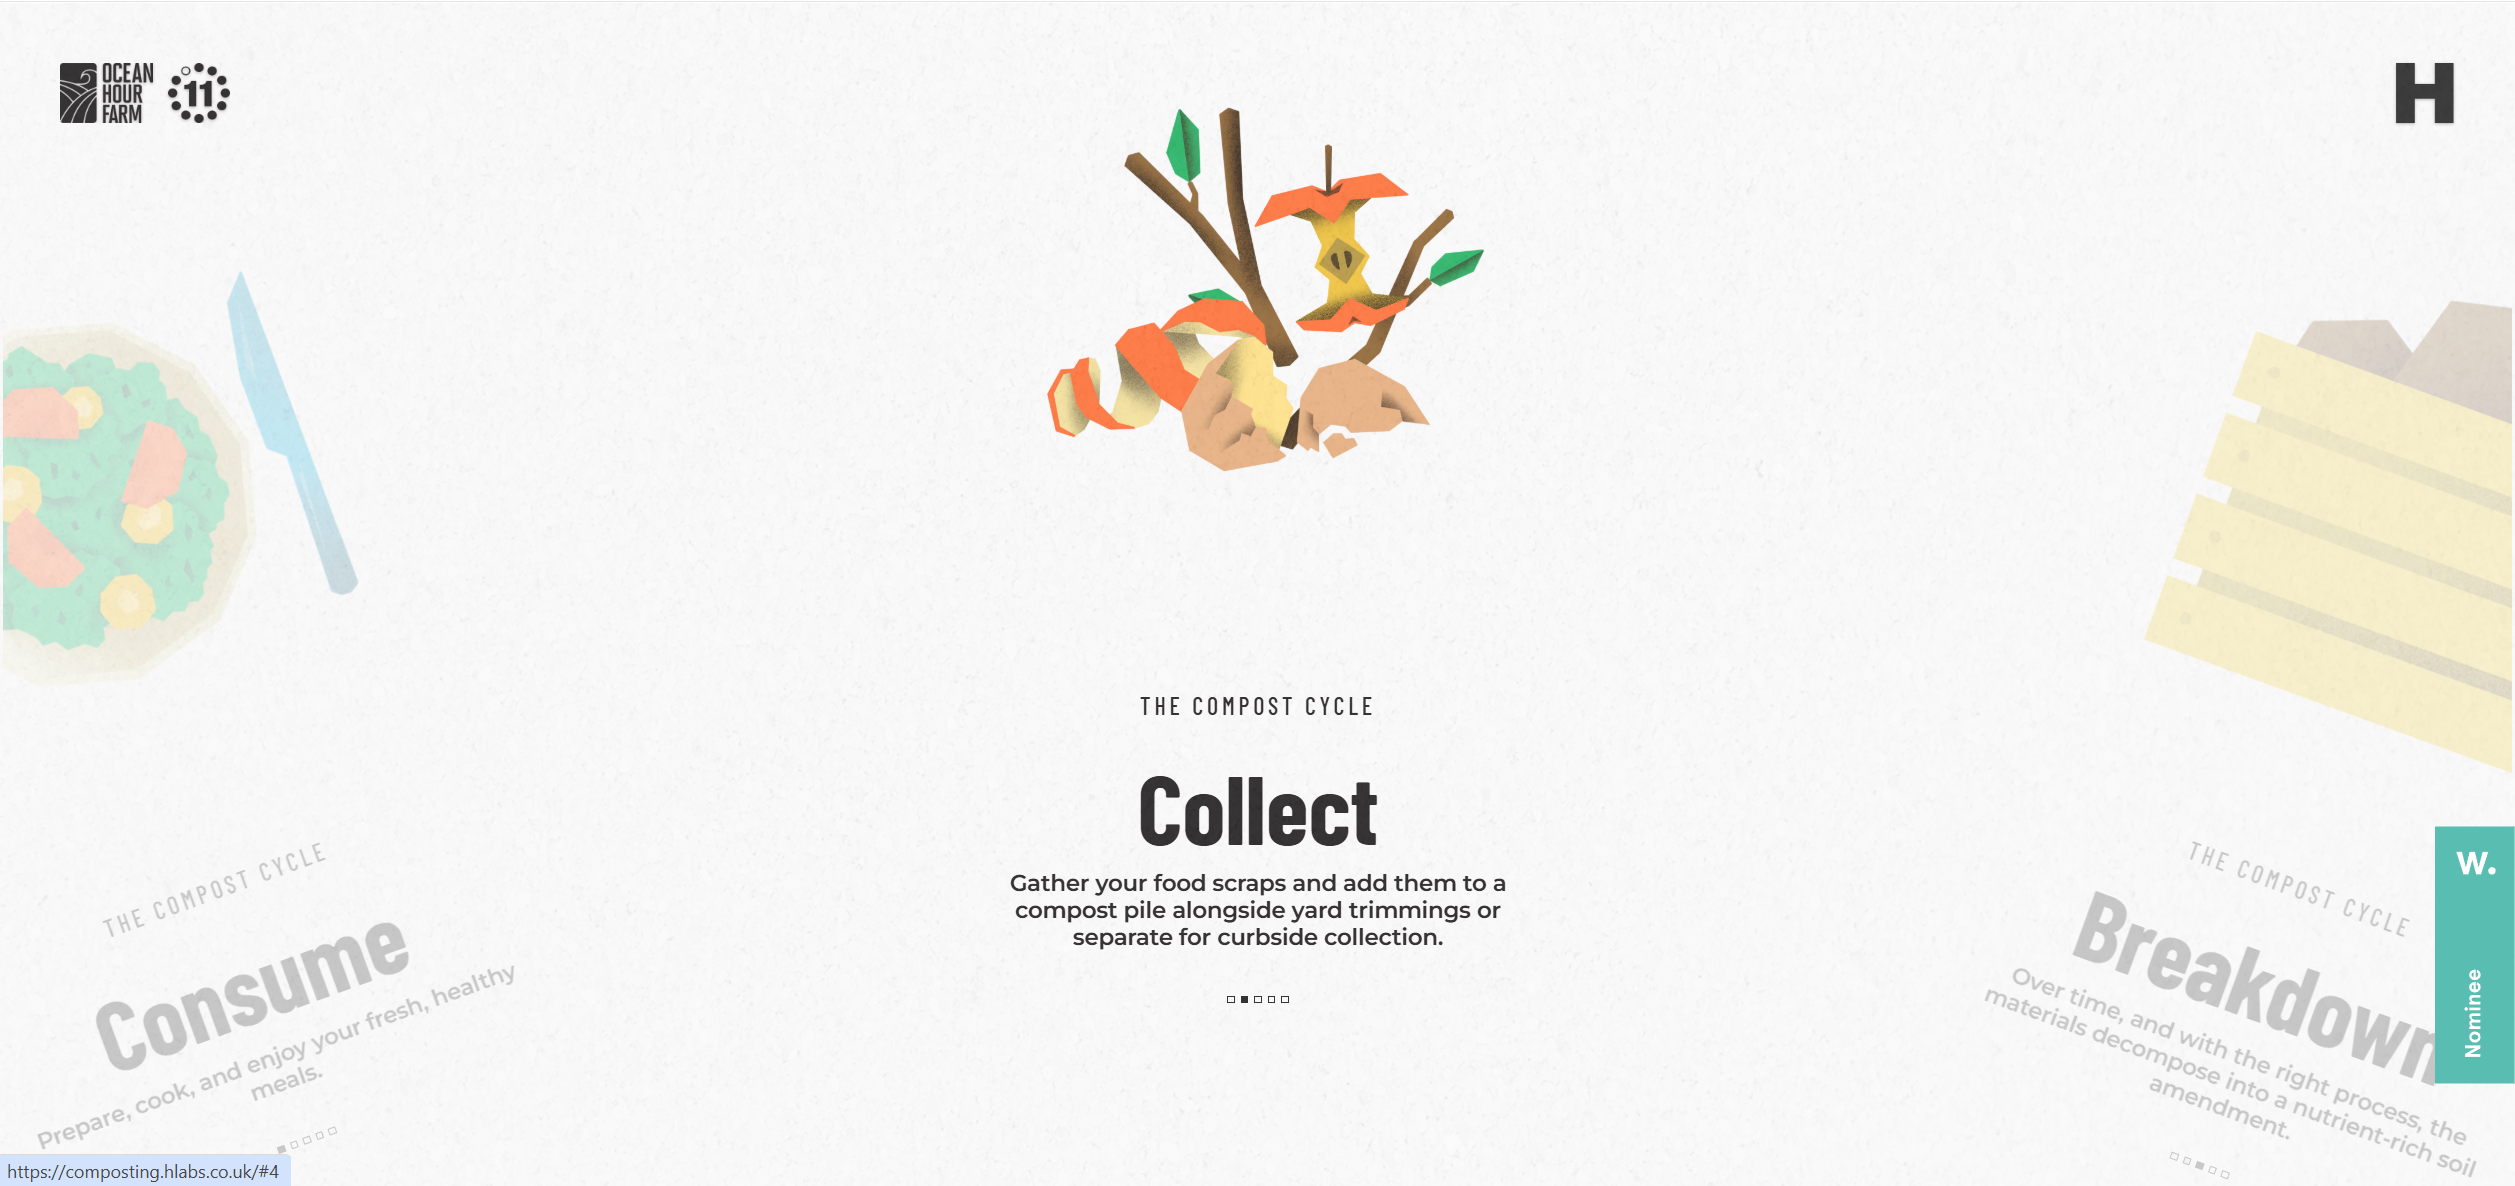 OCEAN
HOUR
FARM
11
H
THE COMPOST CYCLE
Collect
Gather your food scraps and add them to a
compost pile alongside yard trimmings or
separate for curbside collection.
THE COMPOST CYCLE
Consume
Prepare, cook, and enjoy your fresh, healthy
meals.
THE COMPOST CYCLE
Breakdown
Over time, and with the right process, the
materials decompose into a nutrient-rich soil
amendment.
W.
Nominee
https://composting.hlabs.co.uk/#4